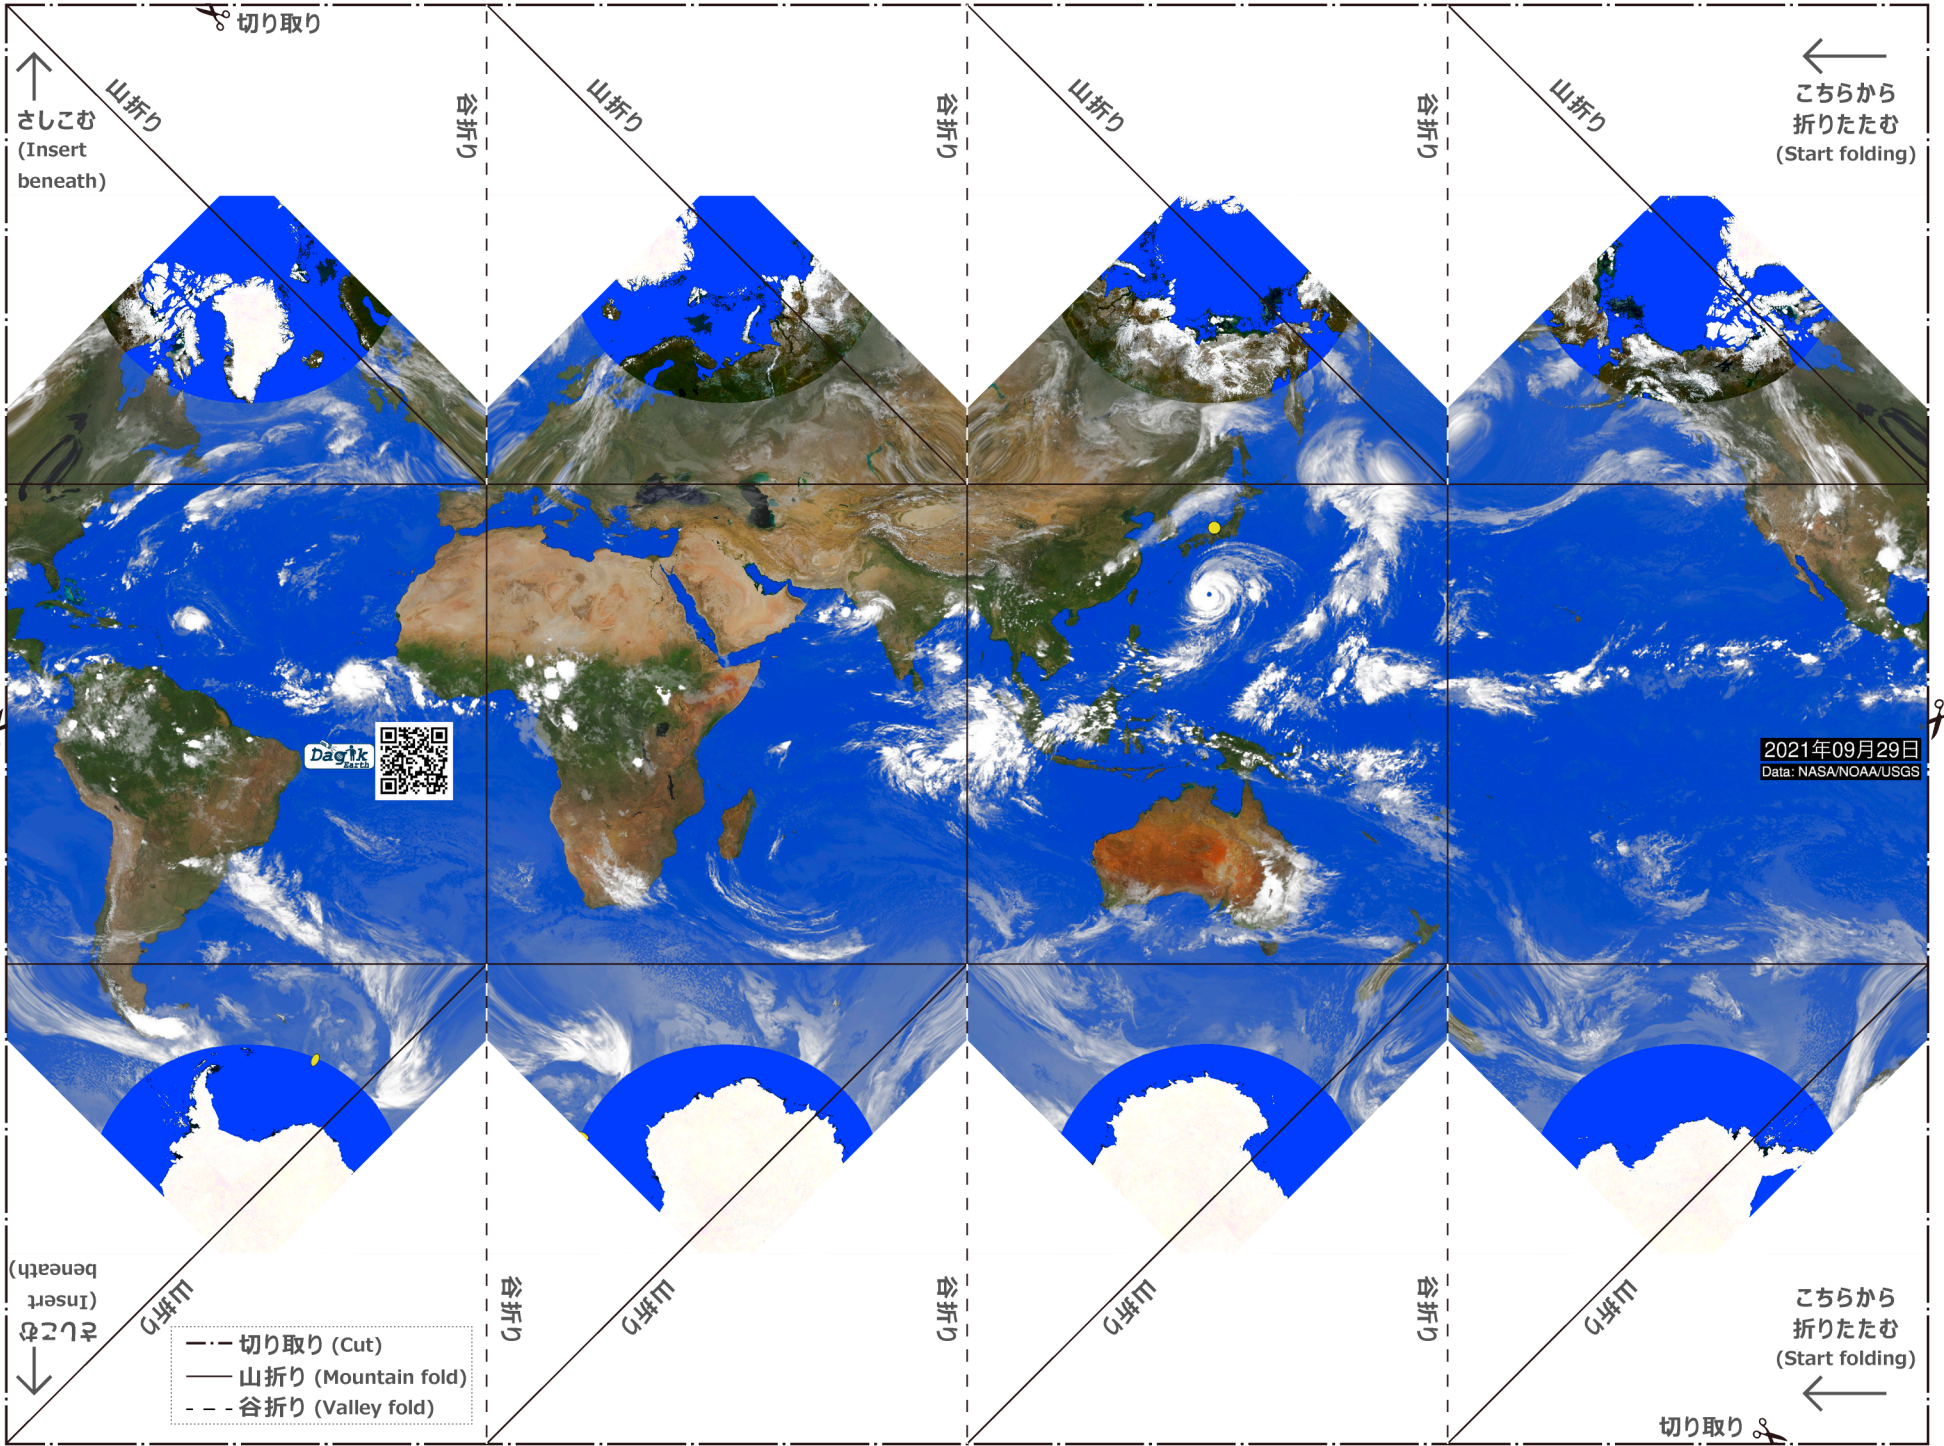 切り取り
山折り
谷折り
山折り
谷折り
山折り
谷折り
山折り
さしこむ
(Insert
beneath)
こちらから
折りたたむ
(Start folding)
Dagik
Earth
2021年09月29日
Data: NASA/NOAA/USGS
さしこむ
(Insert
beneath)
山折り
谷折り
山折り
谷折り
山折り
谷折り
山折り
切り取り (Cut)
山折り (Mountain fold)
谷折り (Valley fold)
こちらから
折りたたむ
(Start folding)
切り取り